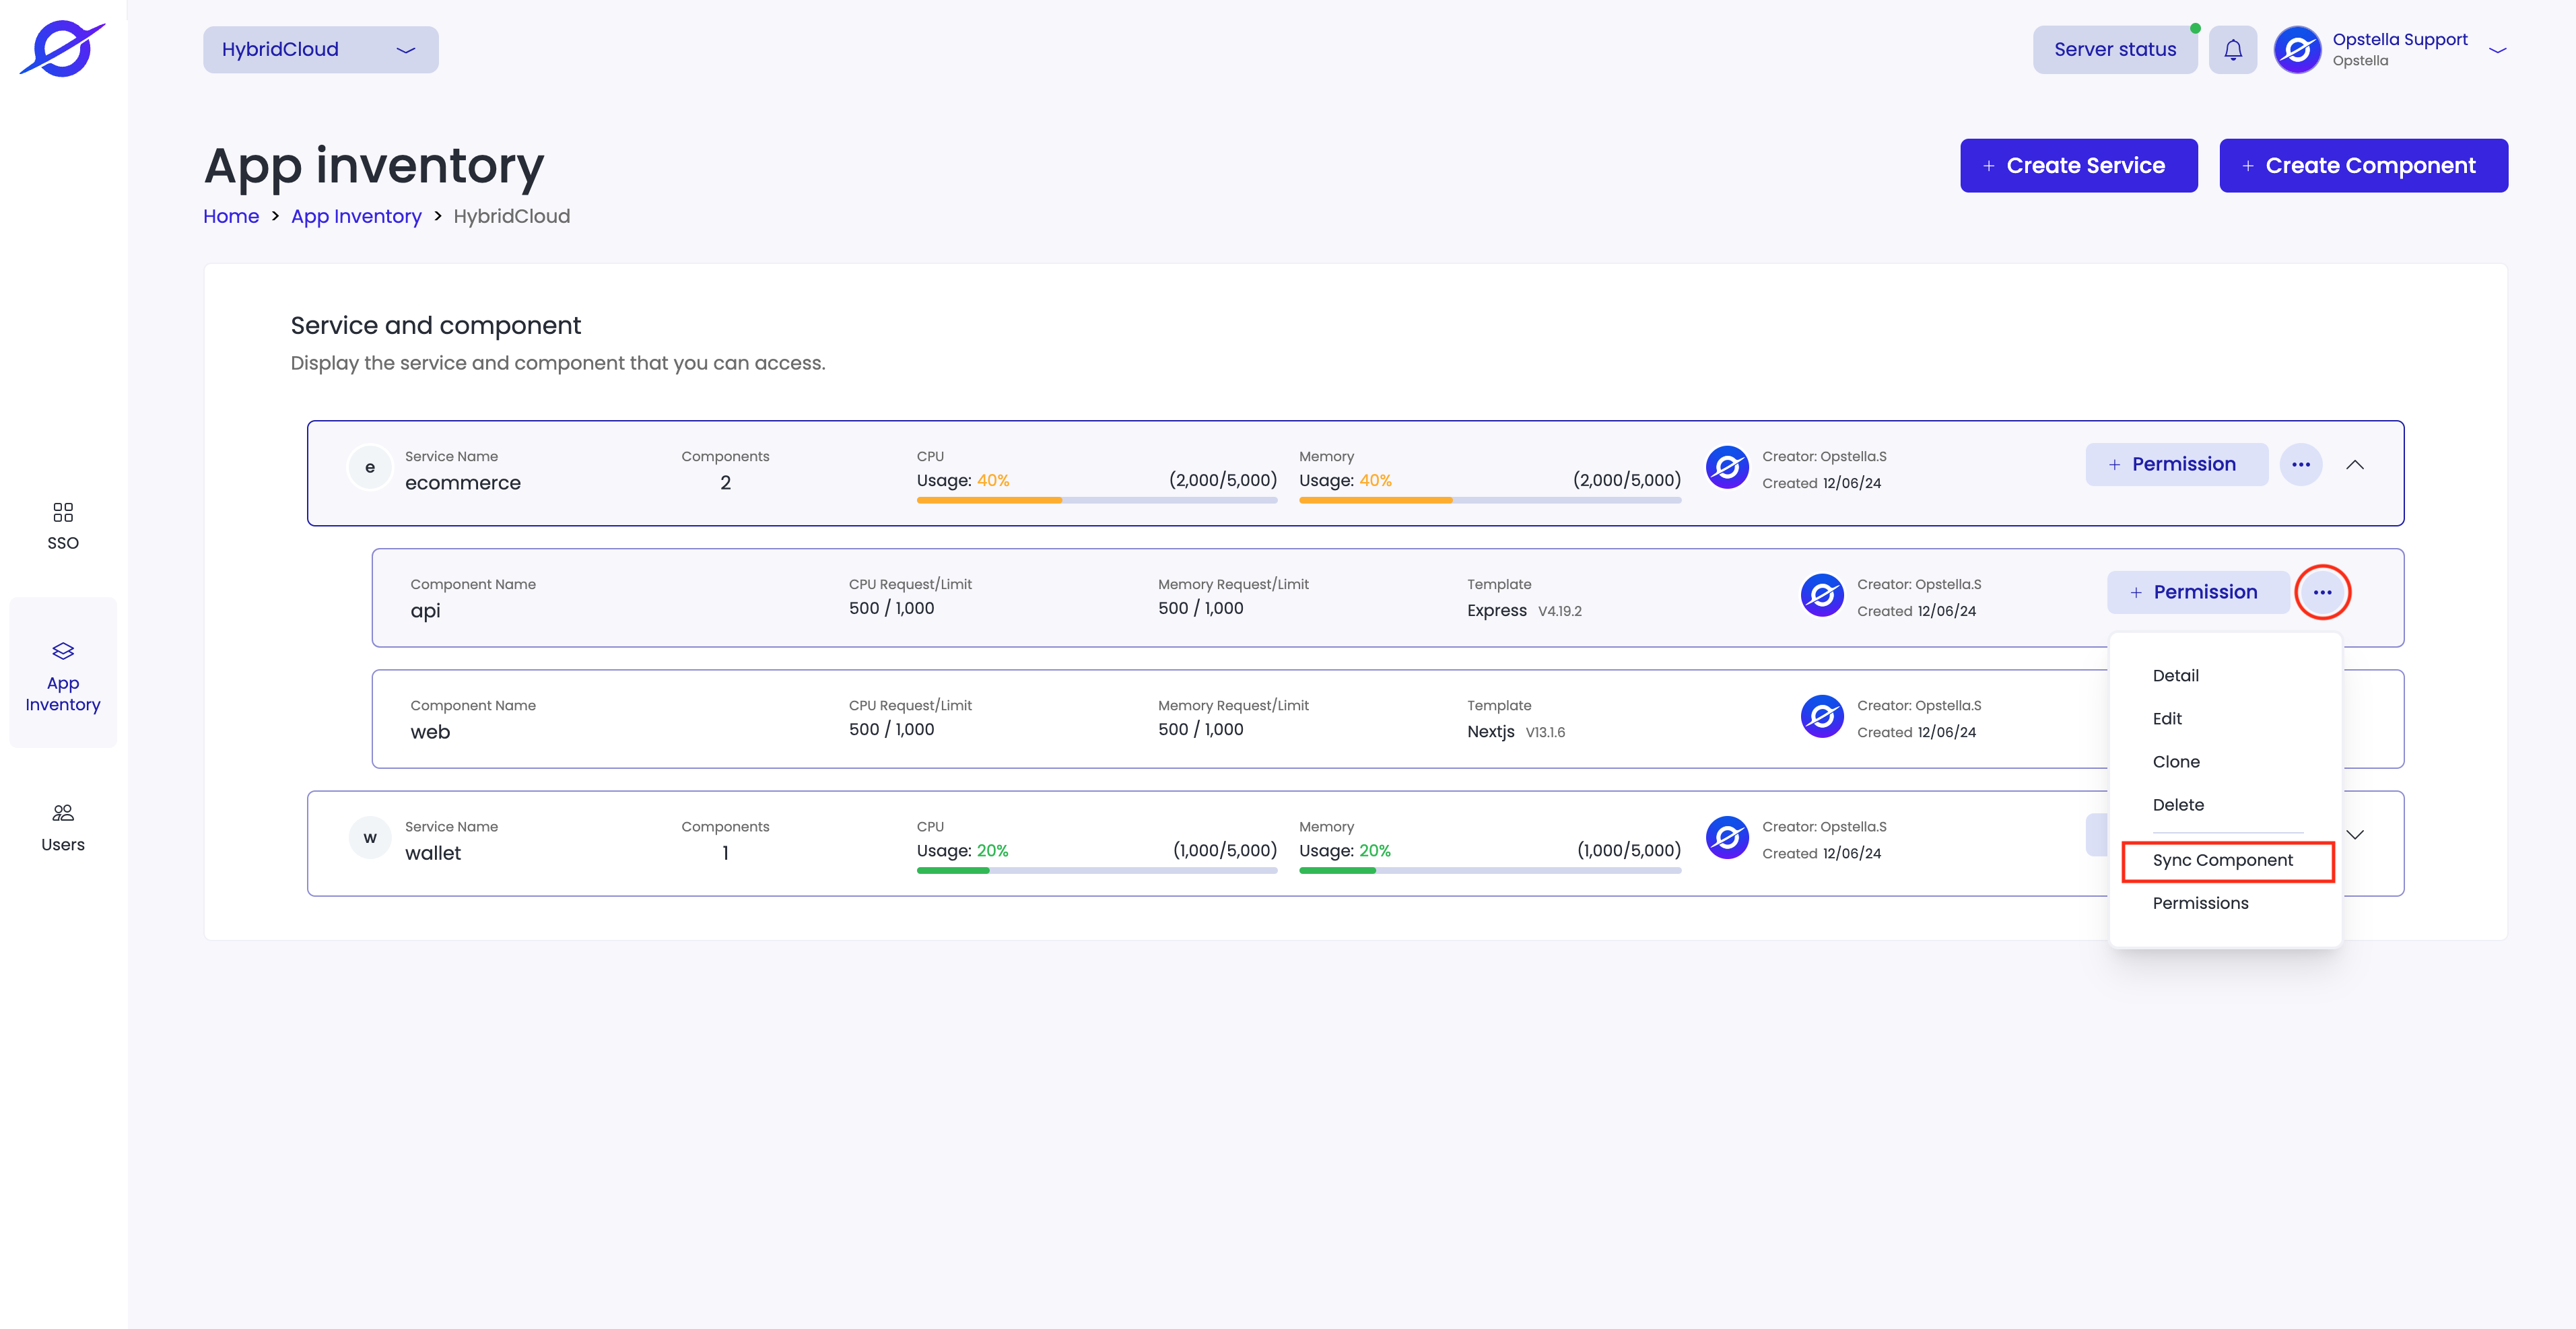 HybridCloud
Server status
Opstella Support
Opstella
App inventory
+ Create Service
+ Create Component
Home > App Inventory > HybridCloud
SSO
App
Inventory
Users
Service and component
Display the service and component that you can access.
e
Service Name
ecommerce
Components
2
CPU
Usage: 40% (2,000/5,000)
Memory
Usage: 40% (2,000/5,000)
Creator: Opstella.S
Created 12/06/24
+ Permission
Component Name
api
CPU Request/Limit
500 / 1,000
Memory Request/Limit
500 / 1,000
Template
Express V4.19.2
Creator: Opstella.S
Created 12/06/24
+ Permission
Component Name
web
CPU Request/Limit
500 / 1,000
Memory Request/Limit
500 / 1,000
Template
Nextjs V13.1.6
Creator: Opstella.S
Created 12/06/24
w
Service Name
wallet
Components
1
CPU
Usage: 20% (1,000/5,000)
Memory
Usage: 20% (1,000/5,000)
Creator: Opstella.S
Created 12/06/24
Detail
Edit
Clone
Delete
Sync Component
Permissions